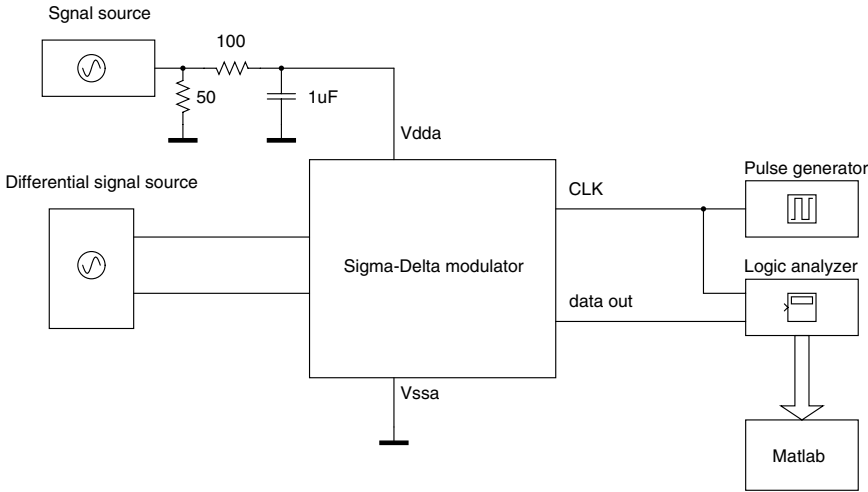 Sgnal source
100
50
1uF
Vdda
Differential signal source
Pulse generator
CLK
Sigma-Delta modulator
Logic analyzer
data out
Vssa
Matlab